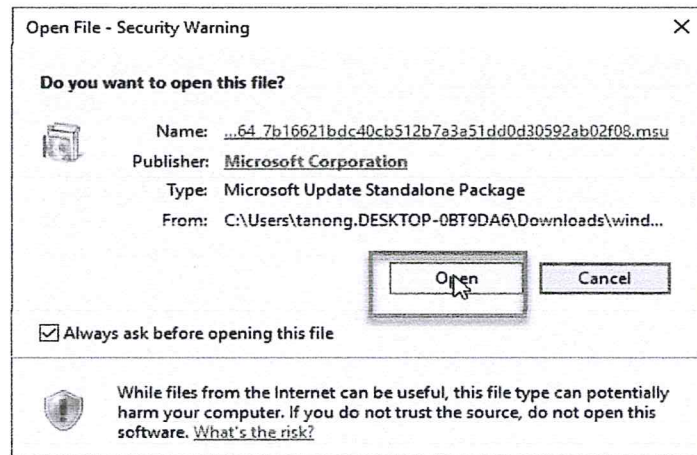 Open File - Security Warning
Do you want to open this file?
Name: ...64_7b16621bdc40cb512b7a3a51dd0d30592ab02f08.msu
Publisher: Microsoft Corporation
Type: Microsoft Update Standalone Package
From: C:\Users\tanong.DESKTOP-0BT9DA6\Downloads\wind...
Open Cancel
Always ask before opening this file
While files from the Internet can be useful, this file type can potentially
harm your computer. If you do not trust the source, do not open this
software. What's the risk?